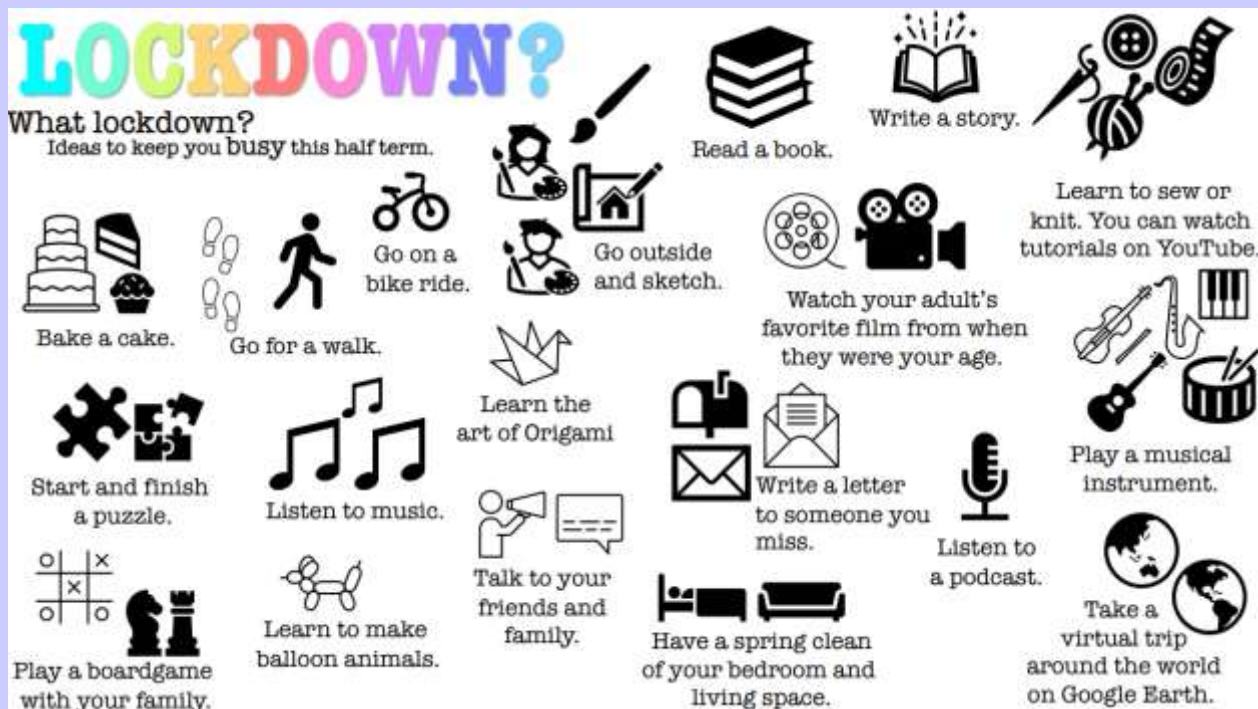 LOCKDOWN?
What lockdown?
Ideas to keep you busy this half term.
Read a book.
Write a story.
Learn to sew or
knit. You can watch
tutorials on YouTube.
Bake a cake.
Go for a walk.
Go on a
bike ride.
Go outside
and sketch.
Watch your adult's
favorite film from when
they were your age.
Start and finish
a puzzle.
Listen to music.
Learn the
art of Origami
Write a letter
to someone you
miss.
Listen to
a podcast.
Play a musical
instrument.
O X
X
O O
Play a boardgame
with your family.
Learn to make
balloon animals.
Talk to your
friends and
family.
Have a spring clean
of your bedroom and
living space.
Take a
virtual trip
around the world
on Google Earth.